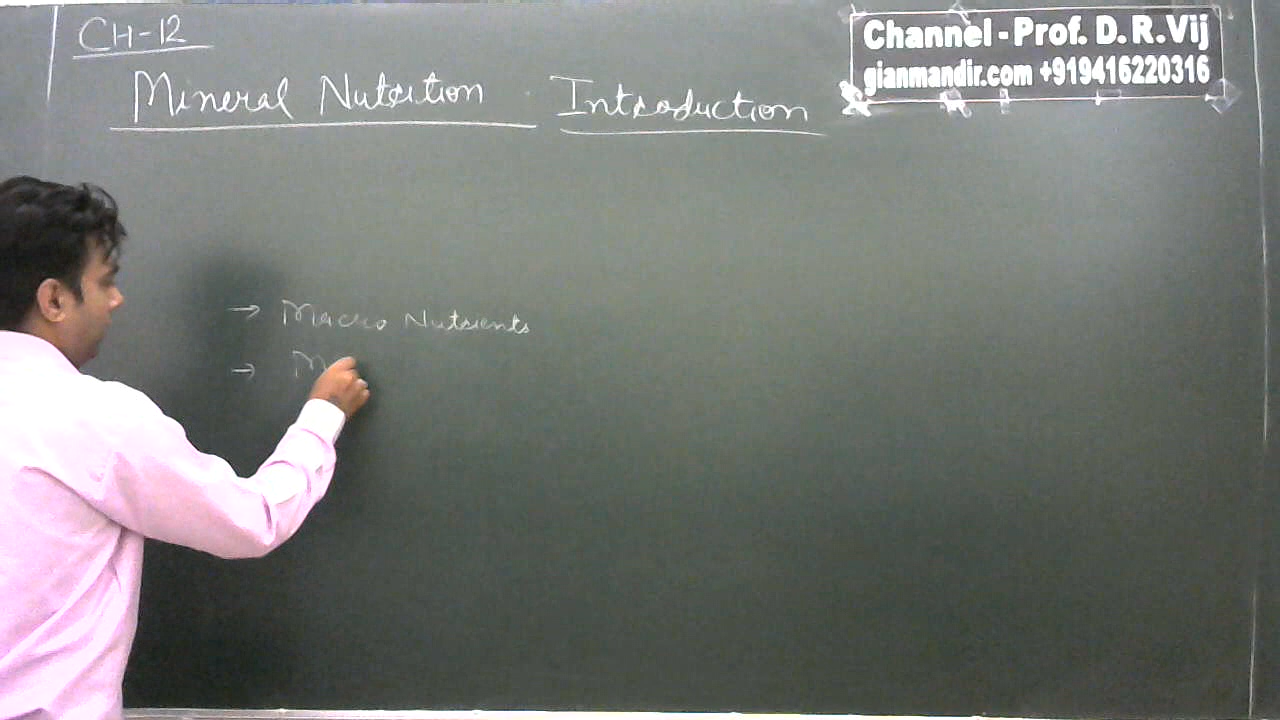 CH-12
Mineral Nutrition Introduction
Channel - Prof. D. R. Vij
gianmandir.com +919416220316
→ Macro Nutrients
→ M